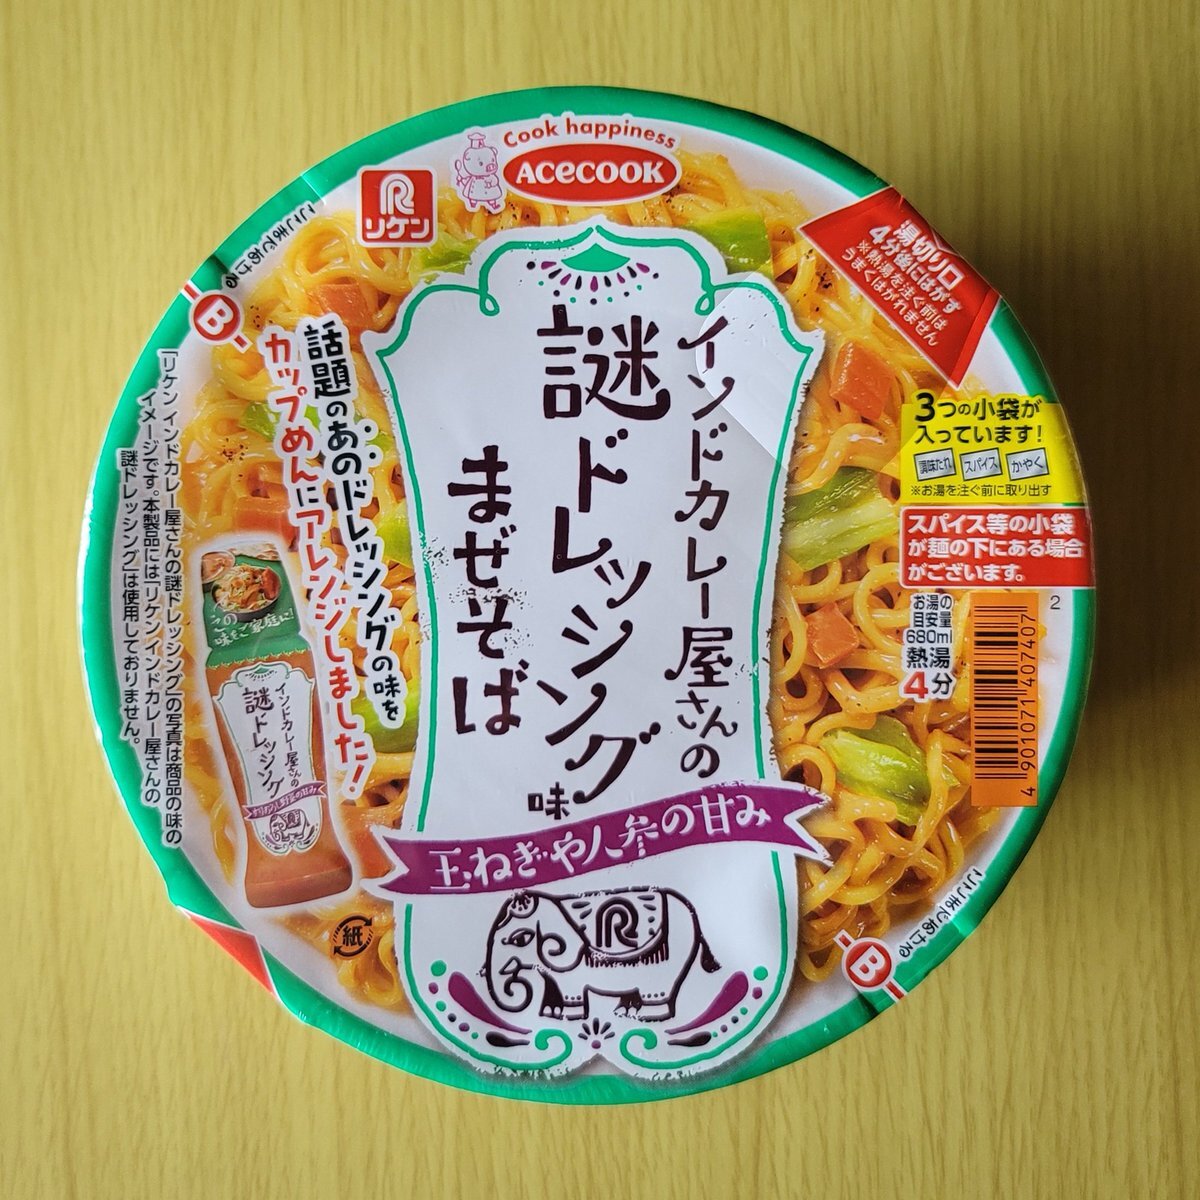 Cook happiness
ACECOOK
R
リケン
湯切り口
4分後にはがす
※熱湯を注ぐ前は
うまくはがれません
ここまであける
B
インドカレー屋さんの
謎ドレッシング味
まぜそば
玉ねぎや人参の甘み
R
話題のあのドレッシングの味を
カップめんにアレンジしました!
「リケン インドカレー屋さんの謎ドレッシング」の写真は商品の味の
イメージです。本製品には「リケン インドカレー屋さんの
謎ドレッシング」は使用しておりません。
この
味をご家庭に!
インドカレー屋さんの
謎ドレッシング
紙
3つの小袋が
入っています!
調味たれ
スパイス
かやく
※お湯を注ぐ前に取り出す
スパイス等の小袋
が麺の下にある場合
がございます。
お湯の
目安量
680ml
熱湯
4分
2
4901071407407
ここまであける
B